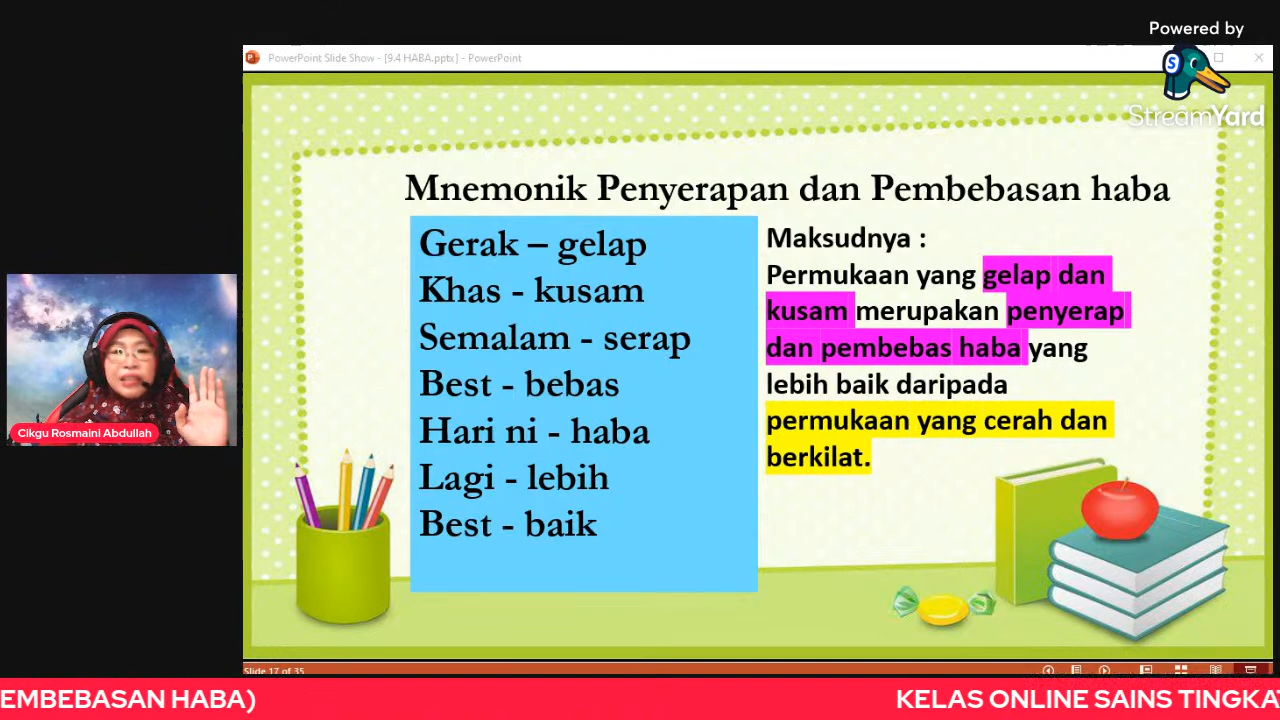 Powered by
StreamYard
PowerPoint Slide Show - [9.4 HABA.pptx] - PowerPoint
Mnemonik Penyerapan dan Pembebasan haba
Gerak – gelap
Khas - kusam
Semalam - serap
Best - bebas
Hari ni - haba
Lagi - lebih
Best - baik
Maksudnya :
Permukaan yang gelap dan
kusam merupakan penyerap
dan pembebas haba yang
lebih baik daripada
permukaan yang cerah dan
berkilat.
Cikgu Rosmaini Abdullah
Slide 17 of 35
EMBEBASAN HABA)
KELAS ONLINE SAINS TINGKA